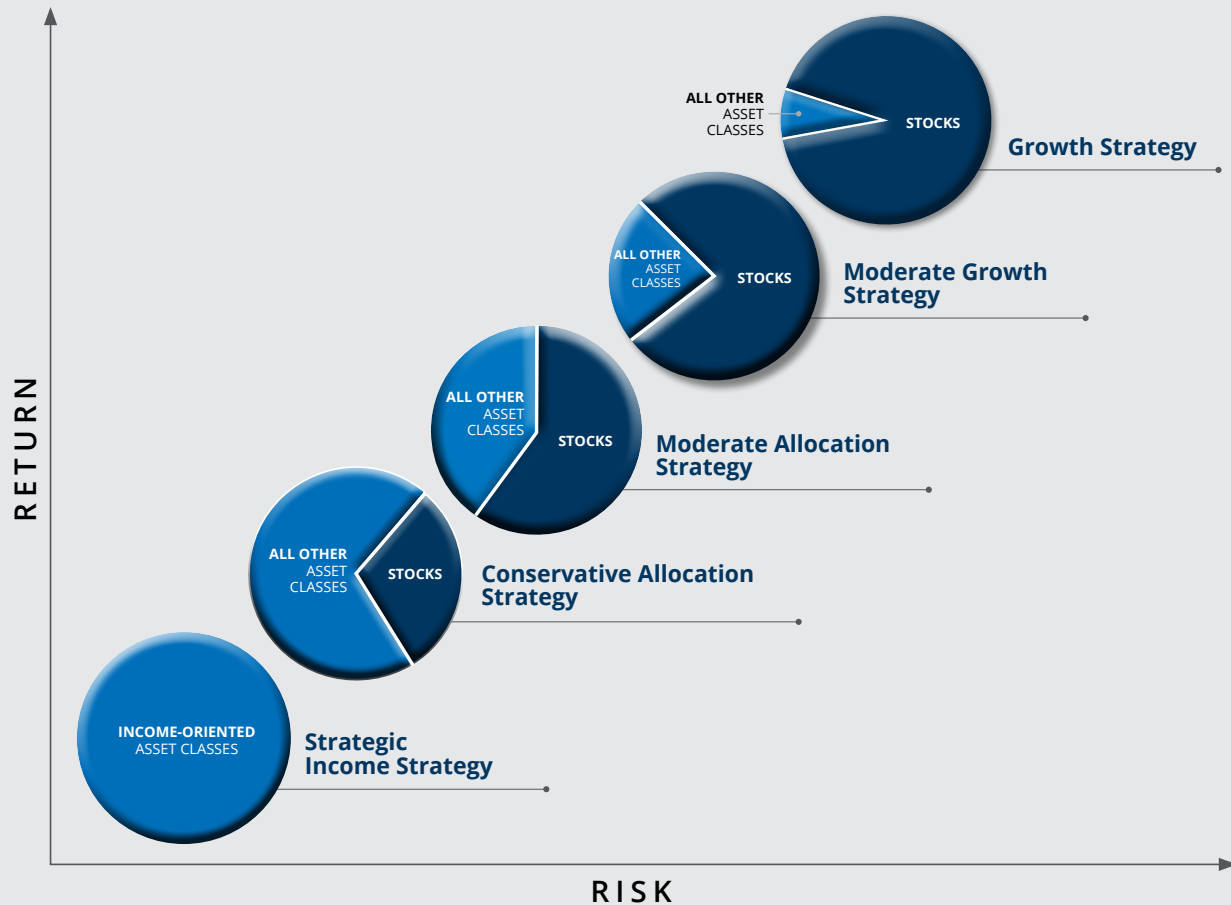 ALL OTHER
ASSET
CLASSES
STOCKS
Growth Strategy
ALL OTHER
ASSET
CLASSES
STOCKS
Moderate Growth
Strategy
ALL OTHER
ASSET
CLASSES
STOCKS
Moderate Allocation
Strategy
ALL OTHER
ASSET
CLASSES
STOCKS
Conservative Allocation
Strategy
INCOME-ORIENTED
ASSET CLASSES
Strategic
Income Strategy
RETURN
RISK